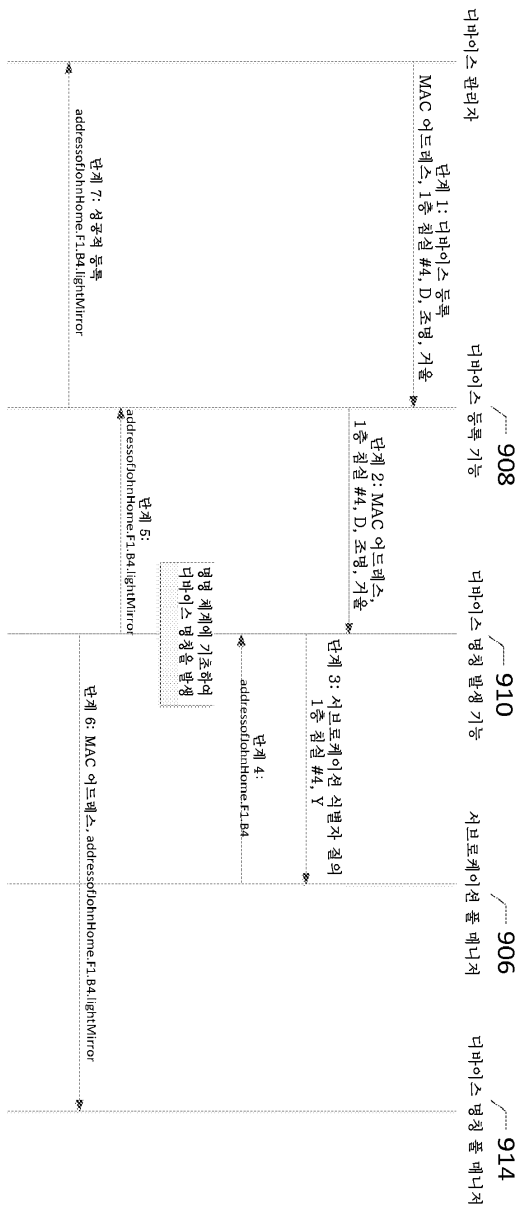 디바이스 관리자
908
디바이스 등록 기능
910
디바이스 명칭 발생 기능
906
서브로케이션 풀 매니저
914
디바이스 명칭 풀 매니저
단계 1: 디바이스 등록
MAC 어드레스, 1층 침실 #4, D, 조명, 거울
단계 2: MAC 어드레스,
1층 침실 #4, D, 조명, 거울
단계 3: 서브로케이션 식별자 질의
1층 침실 #4, Y
단계 4:
addressofJohnHome.F1.B4
명명 체계에 기초하여
디바이스 명칭을 발생
단계 5:
addressofJohnHome.F1.B4.lightMirror
단계 6: MAC 어드레스, addressofJohnHome.F1.B4.lightMirror
단계 7: 성공적 등록
addressofJohnHome.F1.B4.lightMirror